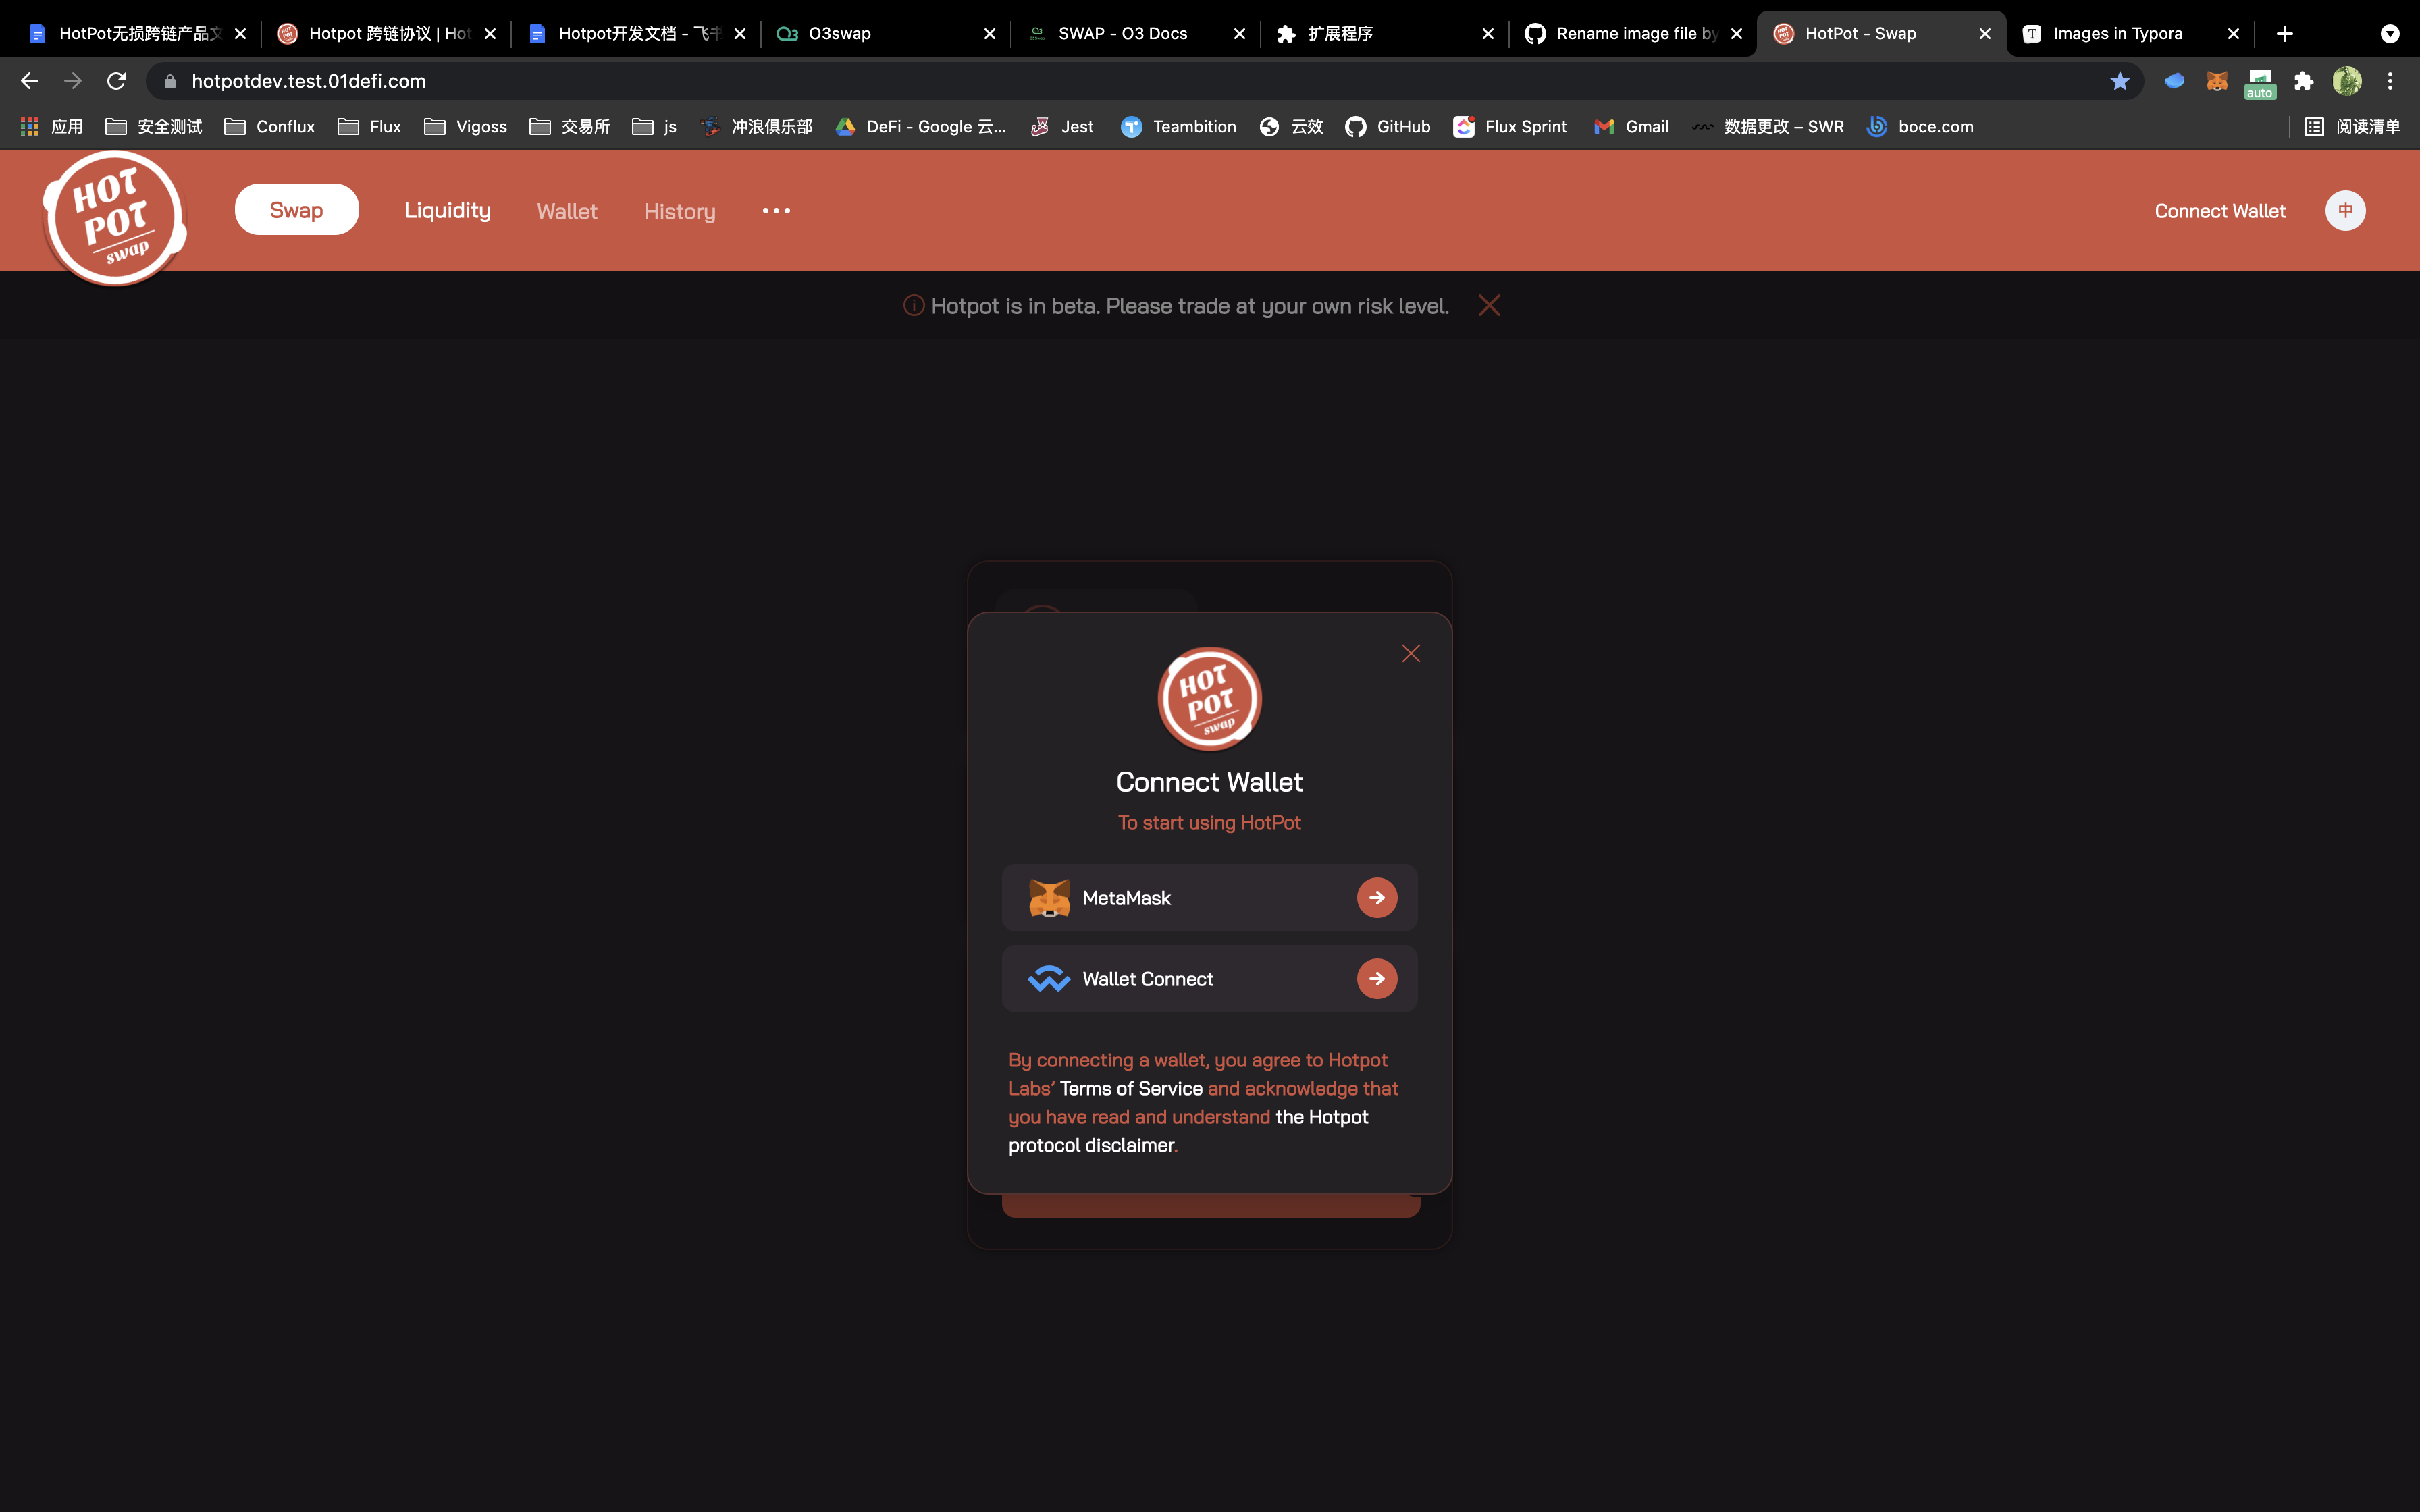 HotPot无损跨链产品文
Hotpot 跨链协议 | Hot
Hotpot开发文档 - 飞书
O3swap
SWAP - O3 Docs
扩展程序
Rename image file by
HotPot - Swap
Images in Typora
hotpotdev.test.01defi.com
auto
应用
安全测试
Conflux
Flux
Vigoss
交易所
js
冲浪俱乐部
DeFi - Google 云...
Jest
Teambition
云效
GitHub
Flux Sprint
Gmail
数据更改 – SWR
boce.com
阅读清单
HOT
POT
swap
Swap
Liquidity
Wallet
History
Connect Wallet
中
Hotpot is in beta. Please trade at your own risk level.
HOT
POT
swap
Connect Wallet
To start using HotPot
MetaMask
Wallet Connect
By connecting a wallet, you agree to Hotpot
Labs’ Terms of Service and acknowledge that
you have read and understand the Hotpot
protocol disclaimer.